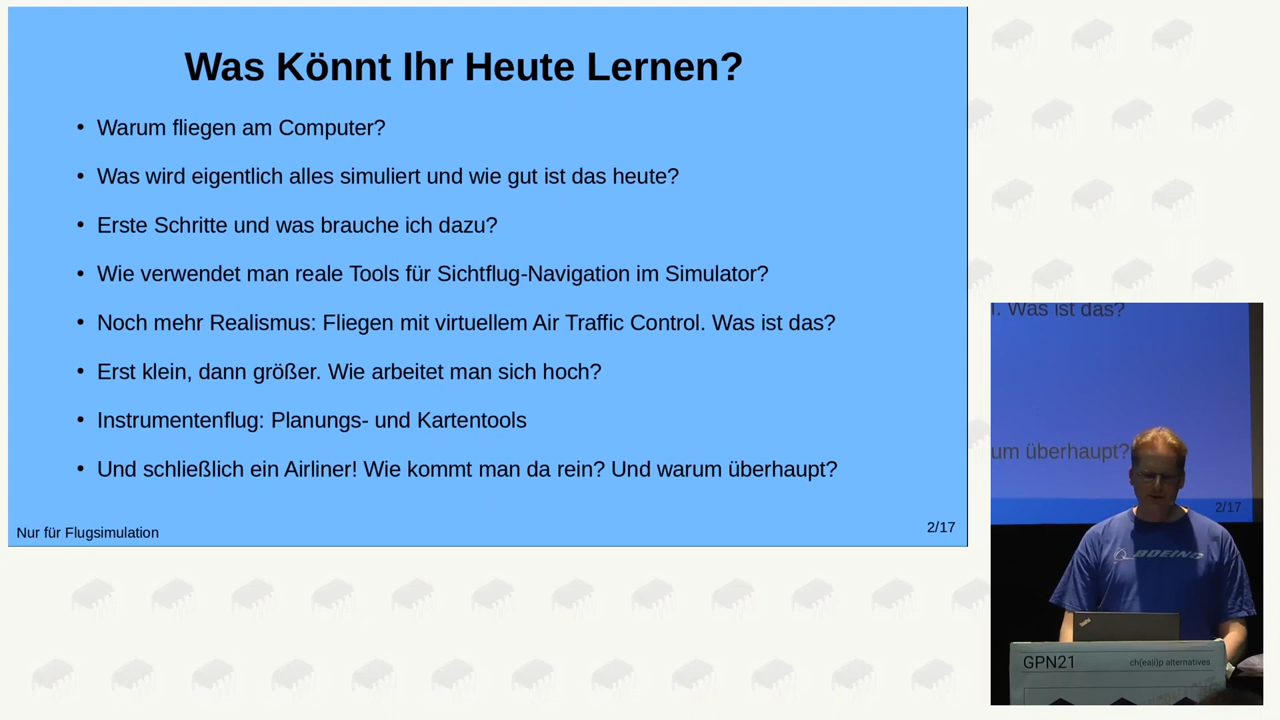 Was Könnt Ihr Heute Lernen?
• Warum fliegen am Computer?
• Was wird eigentlich alles simuliert und wie gut ist das heute?
• Erste Schritte und was brauche ich dazu?
• Wie verwendet man reale Tools für Sichtflug-Navigation im Simulator?
• Noch mehr Realismus: Fliegen mit virtuellem Air Traffic Control. Was ist das?
• Erst klein, dann größer. Wie arbeitet man sich hoch?
• Instrumentenflug: Planungs- und Kartentools
• Und schließlich ein Airliner! Wie kommt man da rein? Und warum überhaupt?
Nur für Flugsimulation
2/17
. Was ist das?
um überhaupt?
2/17
BOEING
ThinkPad
GPN21
ch(ea|i)p alternatives